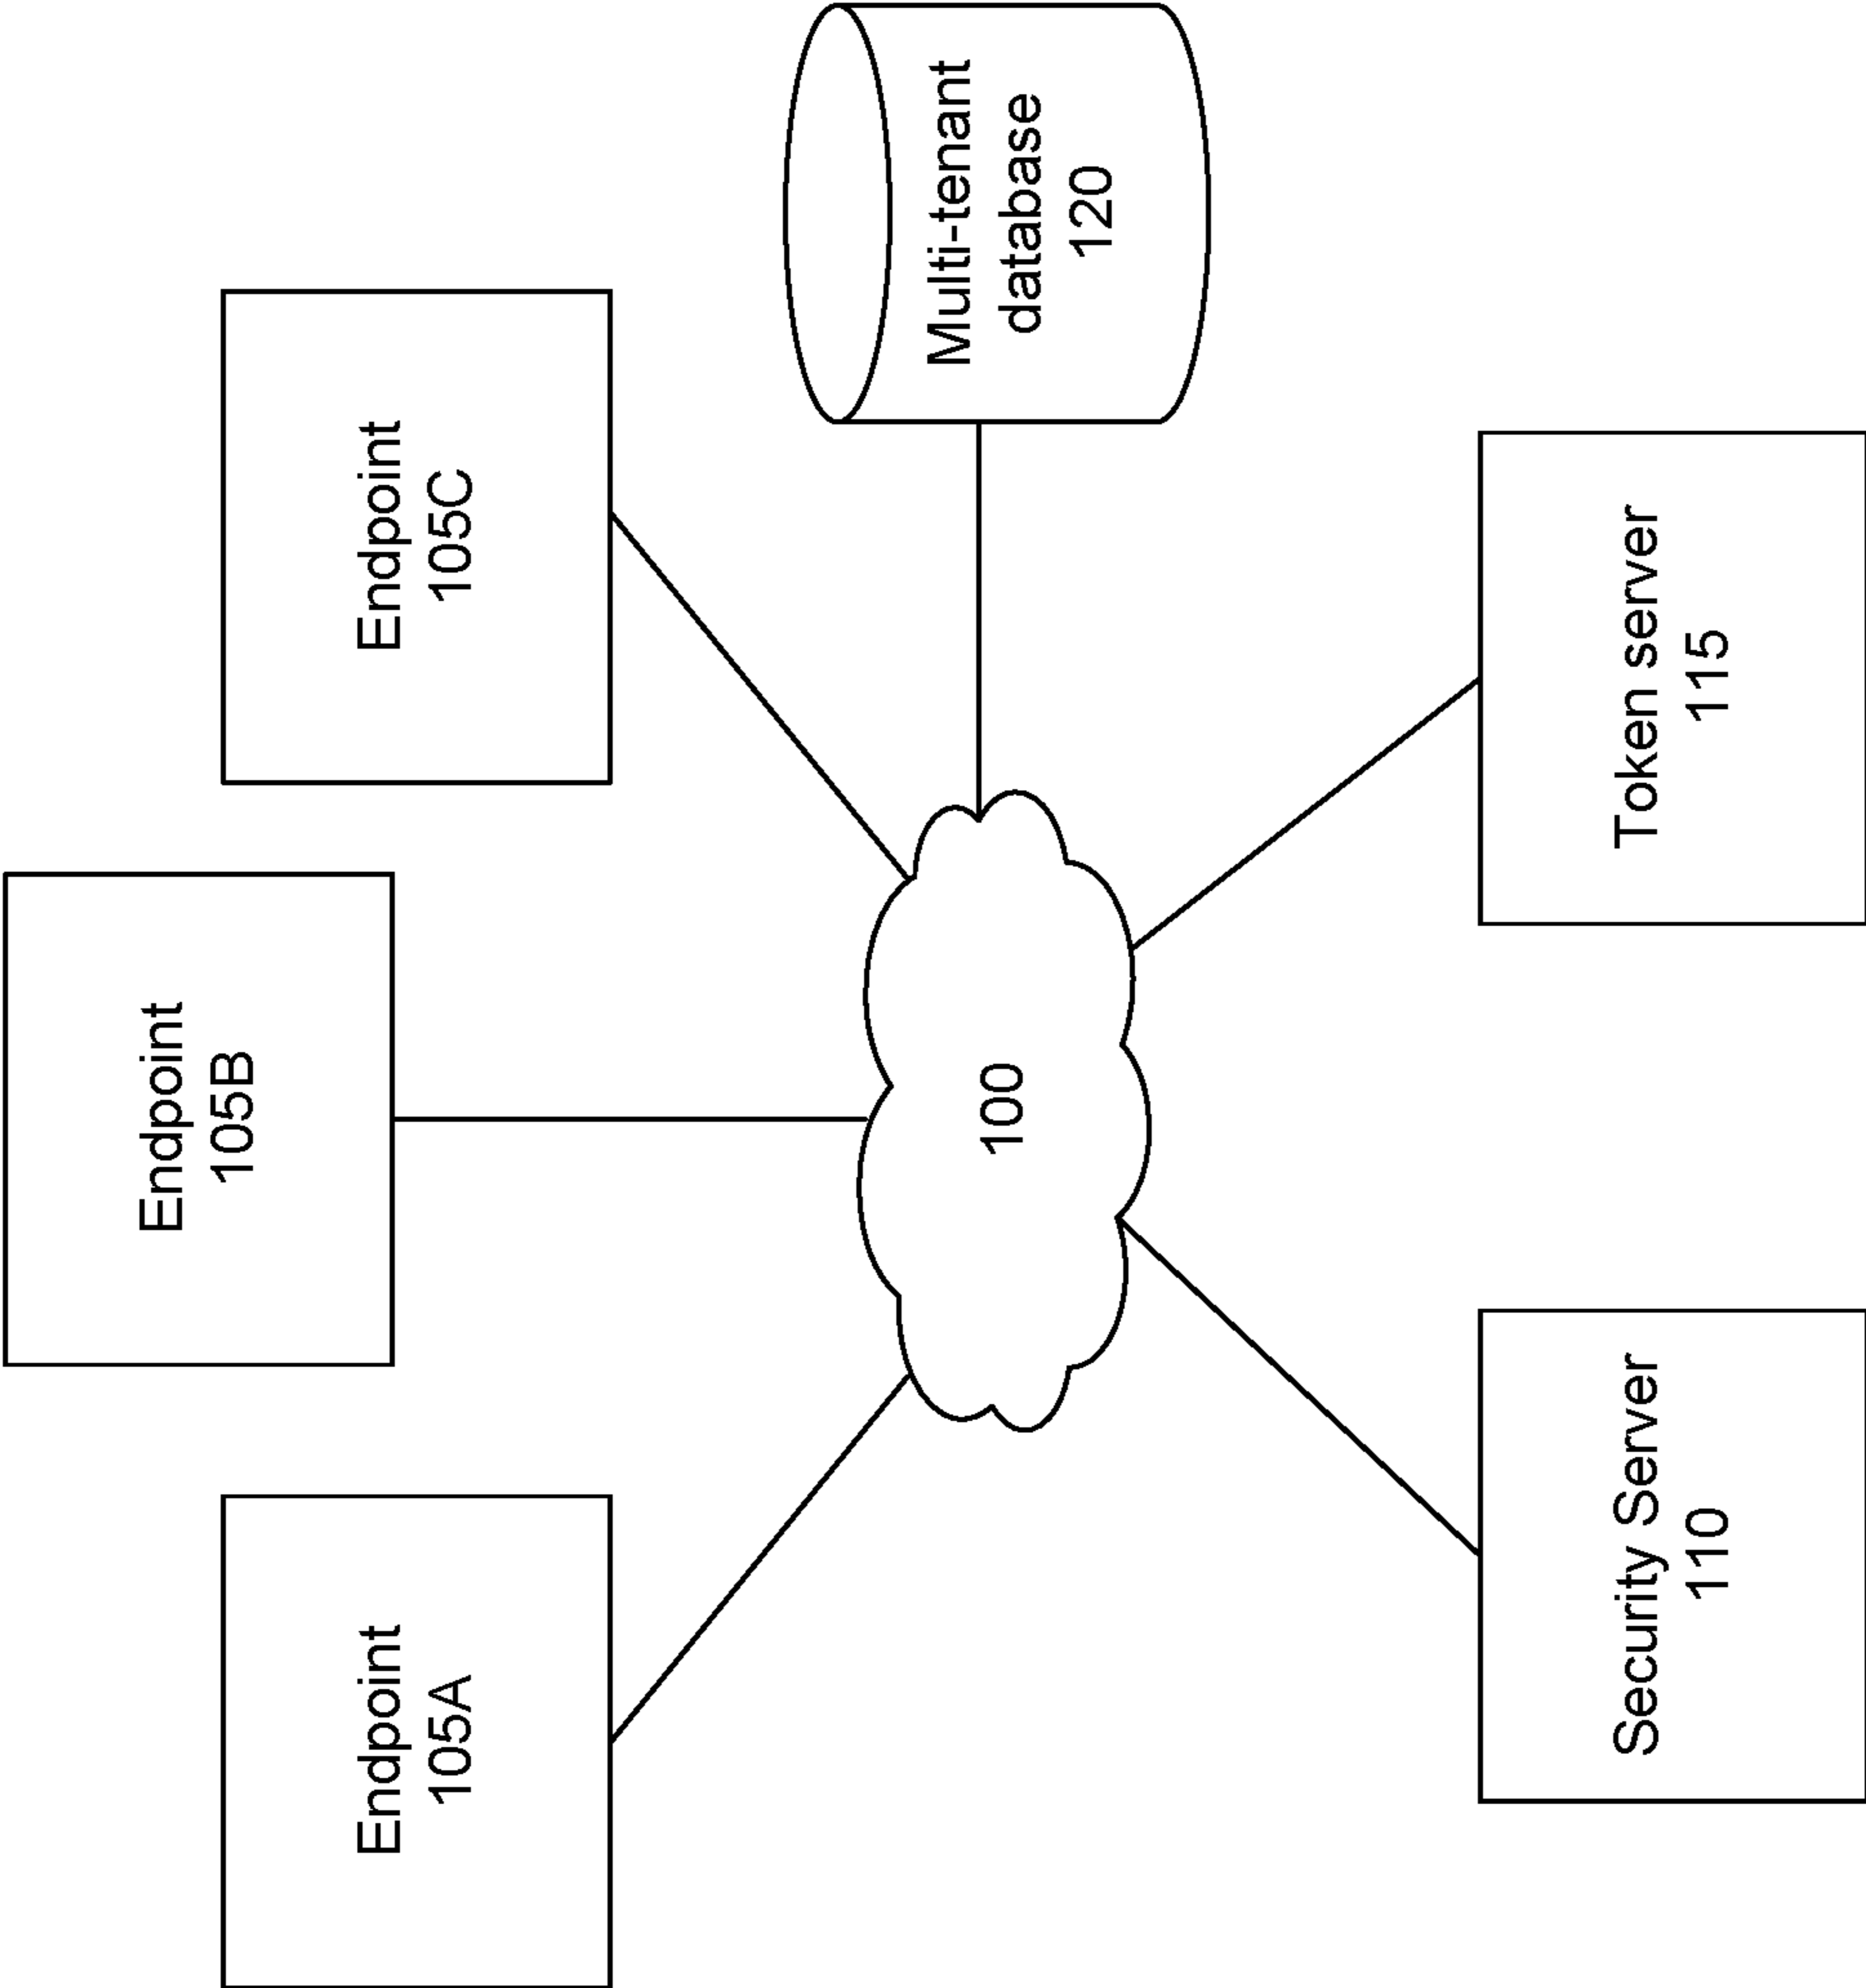 Endpoint
105A
Endpoint
105B
Endpoint
105C
100
Multi-tenant
database
120
Security Server
110
Token server
115